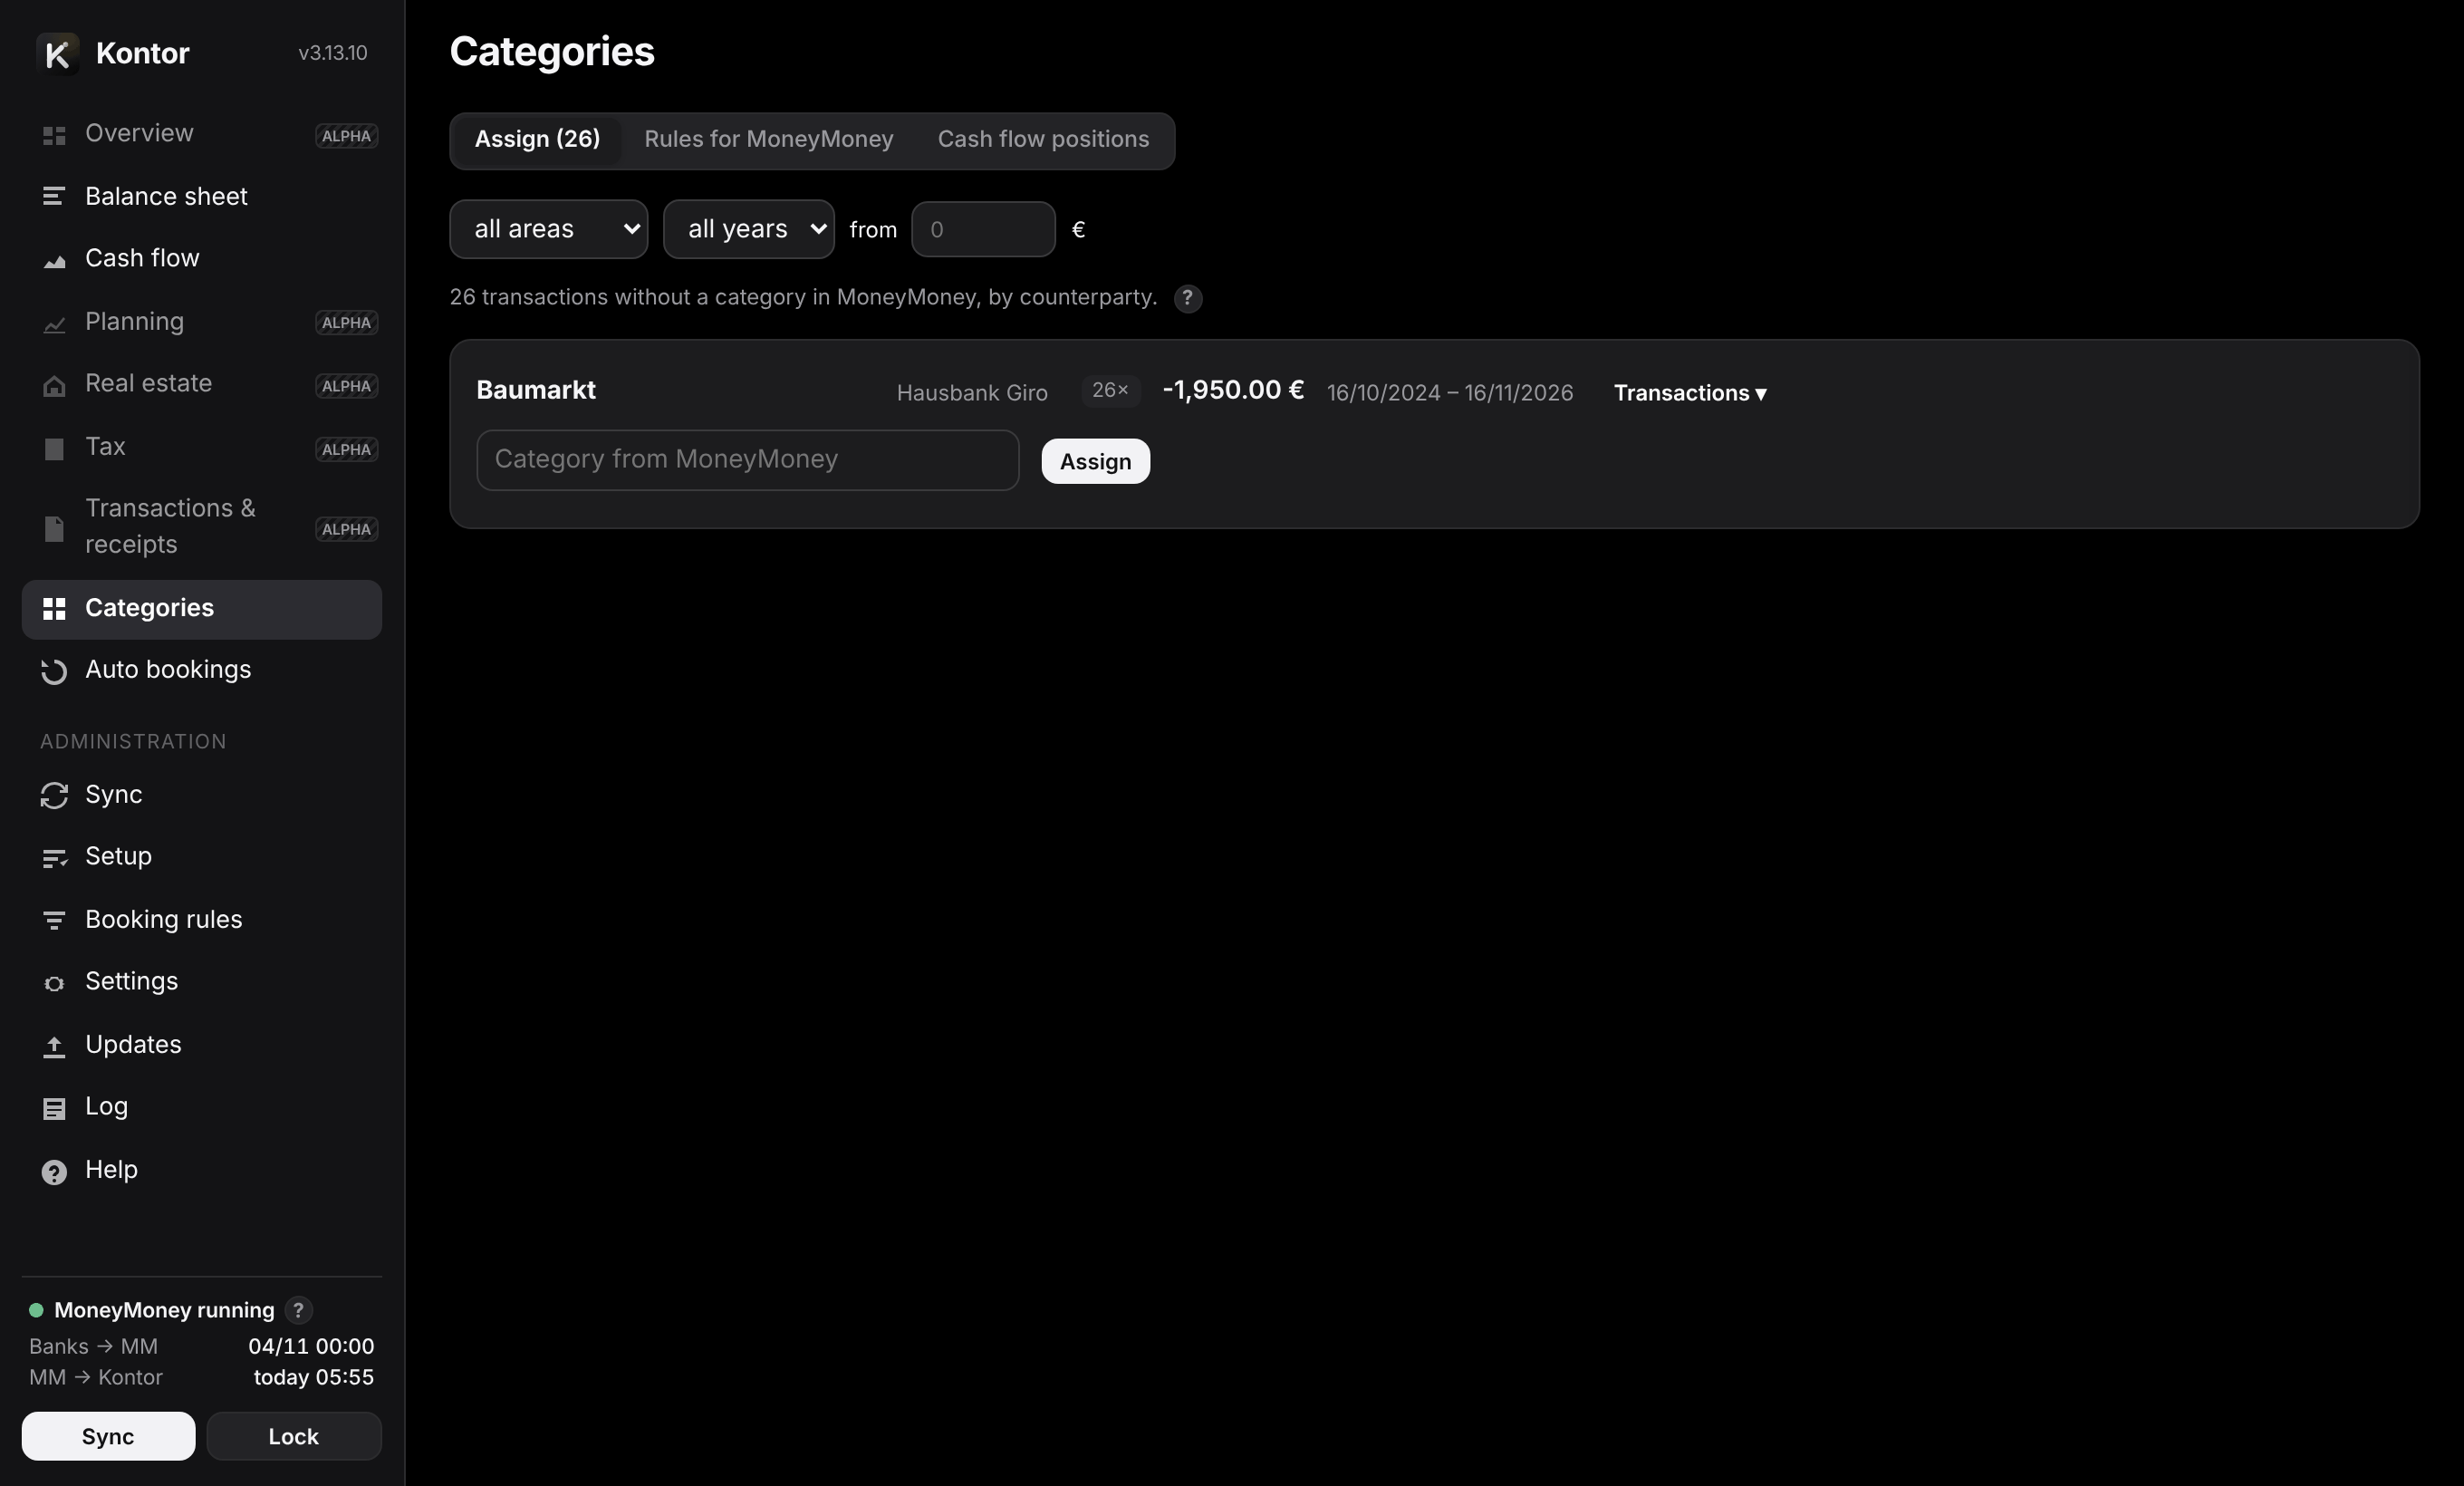 Kontor
v3.13.10
Overview
ALPHA
Balance sheet
Cash flow
Planning
ALPHA
Real estate
ALPHA
Tax
ALPHA
Transactions &
receipts
ALPHA
Categories
Auto bookings
ADMINISTRATION
Sync
Setup
Booking rules
Settings
Updates
Log
Help
MoneyMoney running ?
Banks → MM 04/11 00:00
MM → Kontor today 05:55
Sync Lock
Categories
Assign (26) Rules for MoneyMoney Cash flow positions
all areas all years from 0 €
26 transactions without a category in MoneyMoney, by counterparty. ?
Baumarkt Hausbank Giro 26× -1,950.00 € 16/10/2024 – 16/11/2026 Transactions ▾
Category from MoneyMoney Assign